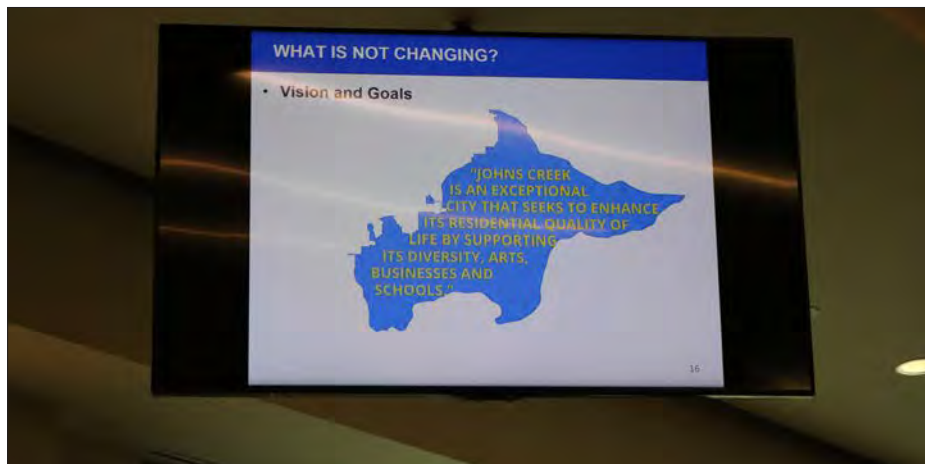 WHAT IS NOT CHANGING?
• Vision and Goals
"JOHNS CREEK
IS AN EXCEPTIONAL
CITY THAT SEEKS TO ENHANCE
ITS RESIDENTIAL QUALITY OF
LIFE BY SUPPORTING
ITS DIVERSITY, ARTS,
BUSINESSES AND
SCHOOLS."
16